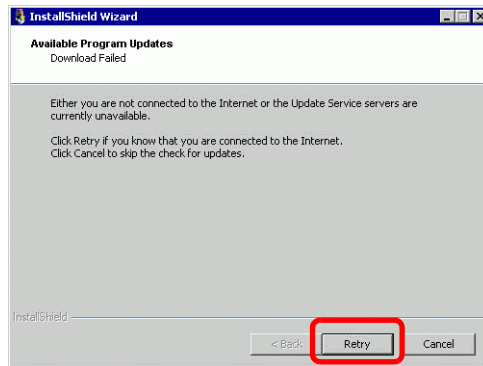 InstallShield Wizard
Available Program Updates
Download Failed
Either you are not connected to the Internet or the Update Service servers are
currently unavailable.
Click Retry if you know that you are connected to the Internet.
Click Cancel to skip the check for updates.
InstallShield
< Back
Retry
Cancel